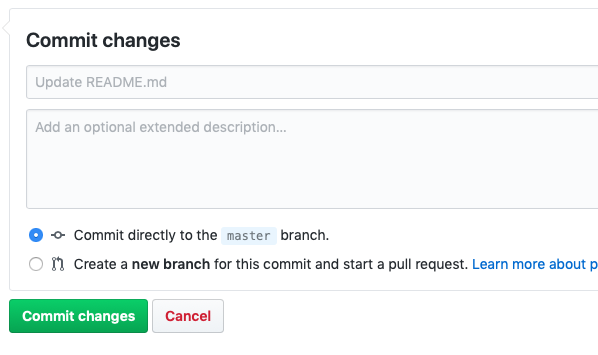 Commit changes
Update README.md
Add an optional extended description...
Commit directly to the master branch.
Create a new branch for this commit and start a pull request. Learn more about p
Commit changes
Cancel